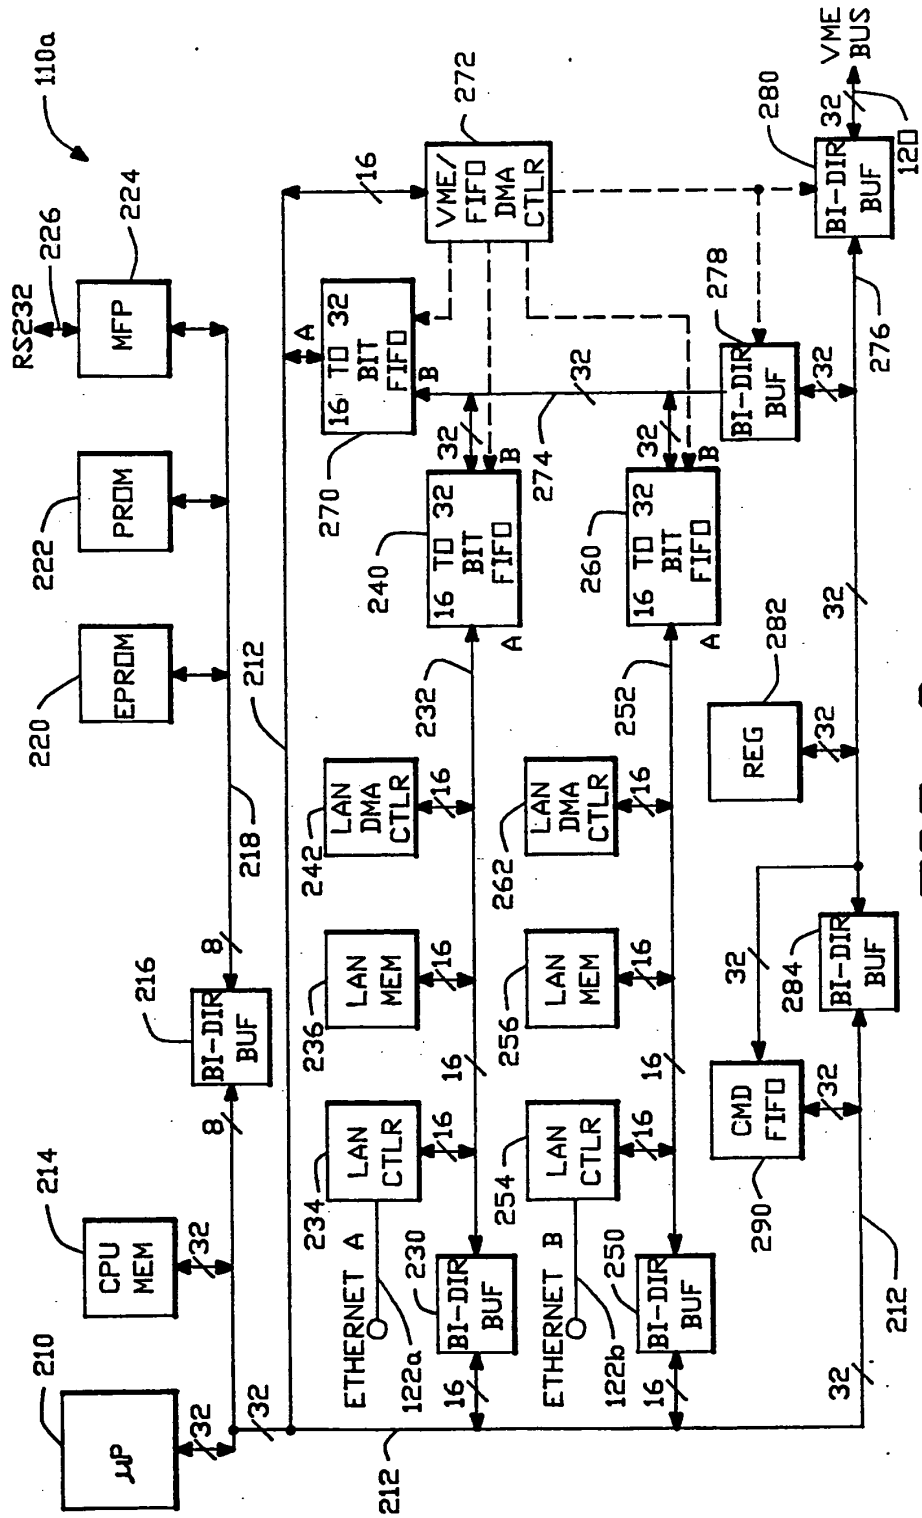 110a
RS232
226
210
214
220
222
224
µP
CPU
MEM
EPROM
PROM
MFP
32
32
8
216
BI-DIR
BUF
8
218
212
32
16
A
272
234
236
242
270
ETHERNET A
LAN
CTLR
LAN
MEM
LAN
DMA
CTLR
16 TO 32
BIT
FIFO
VME/
FIFO
DMA
CTLR
212
122a
230
B
240
16
BI-DIR
BUF
16
16
16
16
232
16 TO 32
BIT
FIFO
32
A
B
274
32
254
256
262
260
ETHERNET B
LAN
CTLR
LAN
MEM
LAN
DMA
CTLR
122b
250
16
BI-DIR
BUF
16
16
16
16
252
16 TO 32
BIT
FIFO
32
A
B
278
BI-DIR
BUF
280
290
CMD
FIFO
32
284
REG
282
32
32
32
VME
BUS
32
212
BI-DIR
BUF
32
276
BI-DIR
BUF
32
120